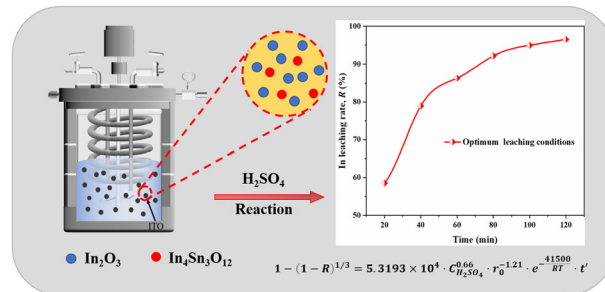 ITO
In₂O₃
In₄Sn₃O₁₂
H₂SO₄
Reaction
In leaching rate, R (%)
100
90
80
70
60
50
Optimum leaching conditions
20 40 60 80 100 120
Time (min)
1 − (1 − R)^{1/3} = 5.3193 × 10⁴ · C_{H₂SO₄}^{0.66} · r₀^{−1.21} · e^{−41500/RT} · t′